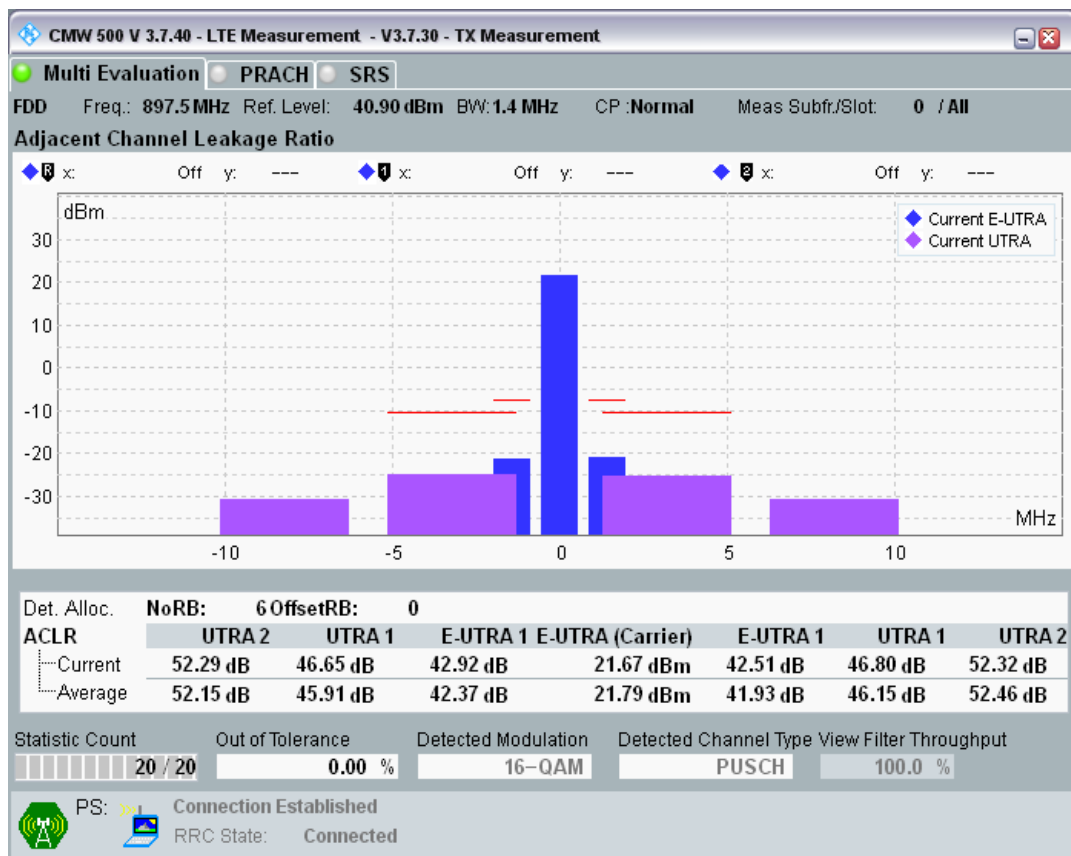 CMW 500 V 3.7.40 - LTE Measurement - V3.7.30 - TX Measurement
Multi Evaluation PRACH SRS
FDD Freq.: 897.5 MHz Ref. Level: 40.90 dBm BW: 1.4 MHz CP :Normal Meas Subfr./Slot: 0 / All
Adjacent Channel Leakage Ratio
R x: Off y: --- 1 x: Off y: --- 2 x: Off y: ---
dBm
Current E-UTRA
Current UTRA
30
20
10
0
-10
-20
-30
MHz
-10 -5 0 5 10
Det. Alloc. NoRB: 6 OffsetRB: 0
ACLR UTRA 2 UTRA 1 E-UTRA 1 E-UTRA (Carrier) E-UTRA 1 UTRA 1 UTRA 2
Current 52.29 dB 46.65 dB 42.92 dB 21.67 dBm 42.51 dB 46.80 dB 52.32 dB
Average 52.15 dB 45.91 dB 42.37 dB 21.79 dBm 41.93 dB 46.15 dB 52.46 dB
Statistic Count Out of Tolerance Detected Modulation Detected Channel Type View Filter Throughput
20 / 20 0.00 % 16-QAM PUSCH 100.0 %
PS: Connection Established
RRC State: Connected